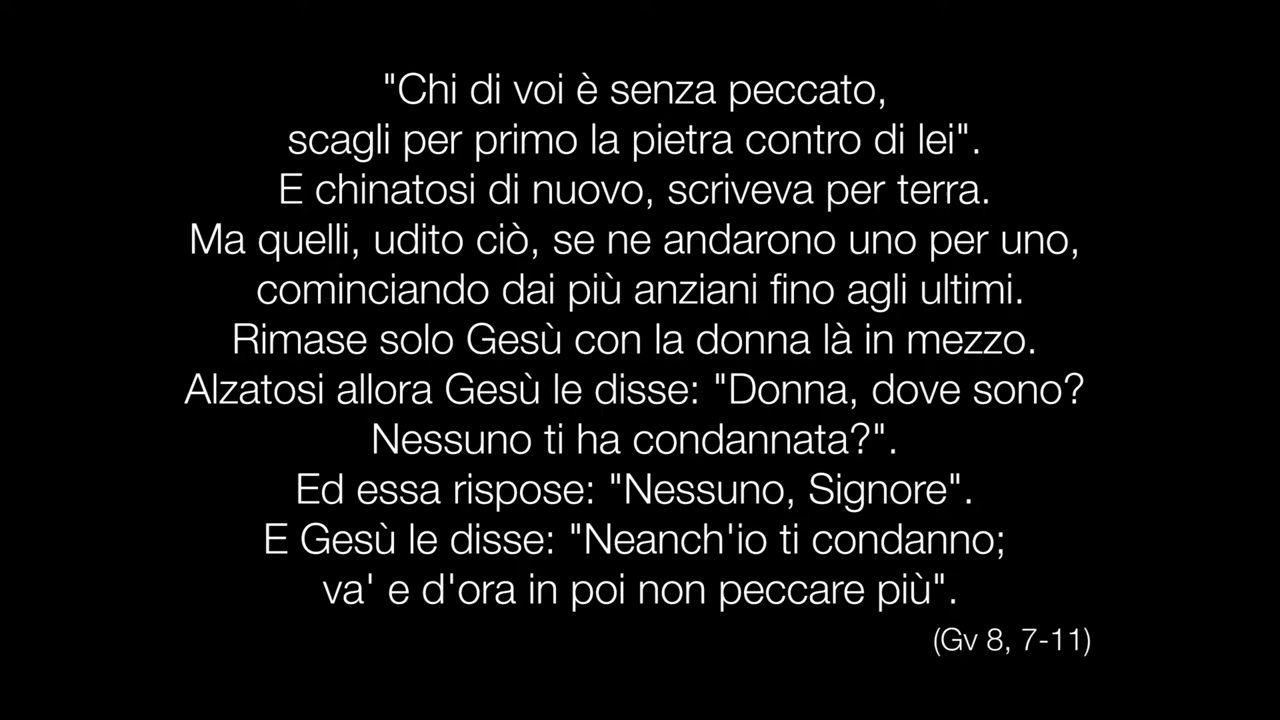 "Chi di voi è senza peccato,
scagli per primo la pietra contro di lei".
E chinatosi di nuovo, scriveva per terra.
Ma quelli, udito ciò, se ne andarono uno per uno,
cominciando dai più anziani fino agli ultimi.
Rimase solo Gesù con la donna là in mezzo.
Alzatosi allora Gesù le disse: "Donna, dove sono?
Nessuno ti ha condannata?".
Ed essa rispose: "Nessuno, Signore".
E Gesù le disse: "Neanch'io ti condanno;
va' e d'ora in poi non peccare più".
(Gv 8, 7-11)